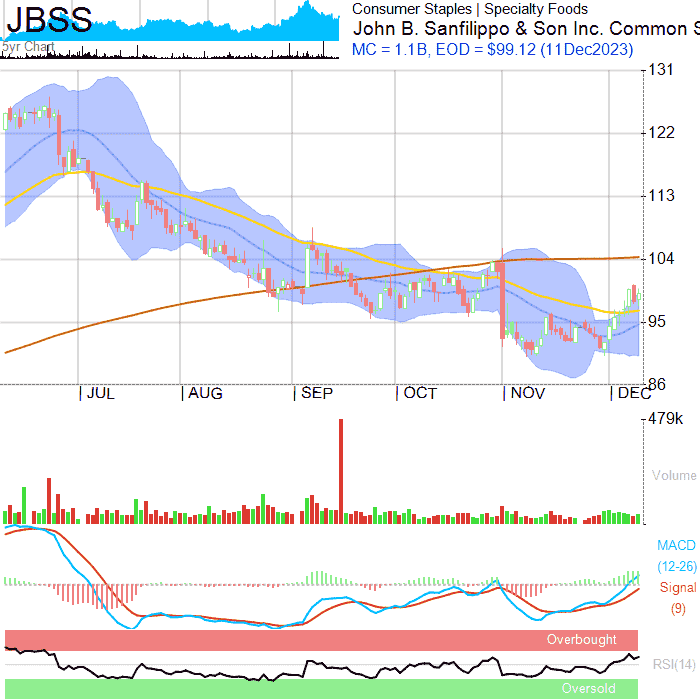 JBSS
5yr Chart
Consumer Staples | Specialty Foods
John B. Sanfilippo & Son Inc. Common S
MC = 1.1B, EOD = $99.12 (11Dec2023)
131
122
113
104
95
86
JUL AUG SEP OCT NOV DEC
479k
Volume
MACD
(12-26)
Signal
(9)
Overbought
RSI(14)
Oversold